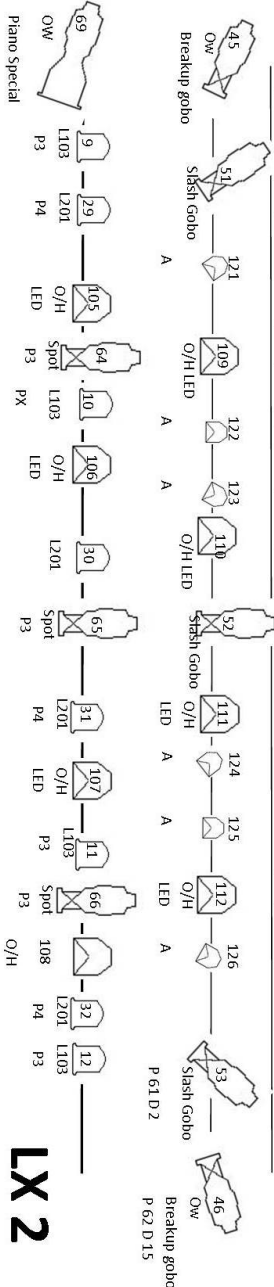 45
Ow
Breakup gobo
51
Slash Gobo
121
A
109
O/H LED
122
A
123
A
110
O/H LED
52
Slash Gobo
111
O/H
LED
124
A
125
A
112
O/H
LED
126
A
53
Slash Gobo
P 61 D 2
46
Ow
Breakup gobo
P 62 D 15
69
OW
Piano Special
9
L103
P3
29
L201
P4
105
O/H
LED
64
Spot
P3
10
L103
PX
106
O/H
LED
30
L201
65
Spot
P3
31
L201
P4
107
O/H
LED
11
L103
P3
66
Spot
P3
108
O/H
32
L201
P4
12
L103
P3
LX 2